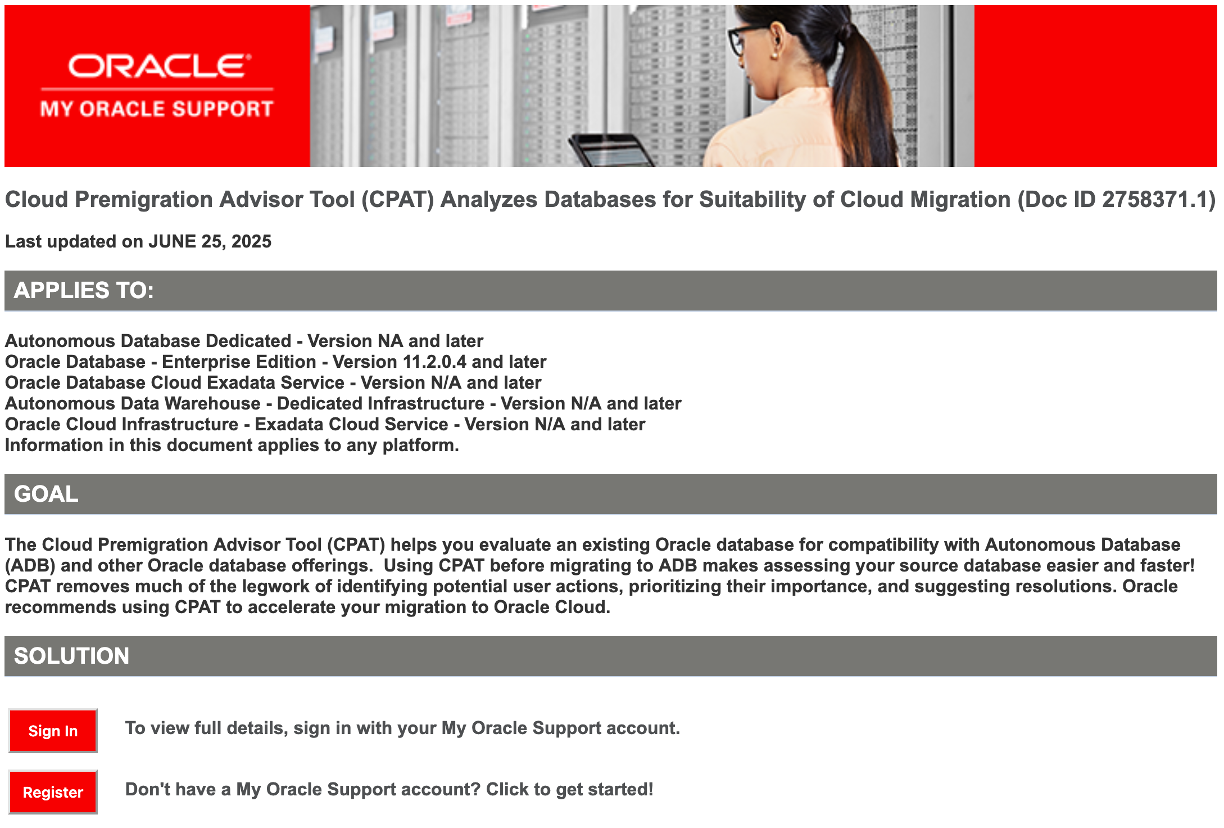 ORACLE®
MY ORACLE SUPPORT
Cloud Premigration Advisor Tool (CPAT) Analyzes Databases for Suitability of Cloud Migration (Doc ID 2758371.1)
Last updated on JUNE 25, 2025
APPLIES TO:
Autonomous Database Dedicated - Version NA and later
Oracle Database - Enterprise Edition - Version 11.2.0.4 and later
Oracle Database Cloud Exadata Service - Version N/A and later
Autonomous Data Warehouse - Dedicated Infrastructure - Version N/A and later
Oracle Cloud Infrastructure - Exadata Cloud Service - Version N/A and later
Information in this document applies to any platform.
GOAL
The Cloud Premigration Advisor Tool (CPAT) helps you evaluate an existing Oracle database for compatibility with Autonomous Database
(ADB) and other Oracle database offerings.  Using CPAT before migrating to ADB makes assessing your source database easier and faster!
CPAT removes much of the legwork of identifying potential user actions, prioritizing their importance, and suggesting resolutions. Oracle
recommends using CPAT to accelerate your migration to Oracle Cloud.
SOLUTION
Sign In
To view full details, sign in with your My Oracle Support account.
Register
Don't have a My Oracle Support account? Click to get started!